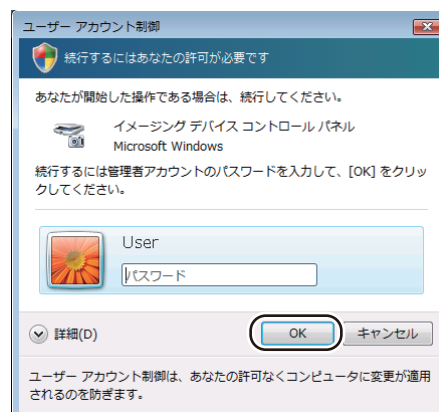 ユーザー アカウント制御
続行するにはあなたの許可が必要です
あなたが開始した操作である場合は、続行してください。
イメージング デバイス コントロール パネル
Microsoft Windows
続行するには管理者アカウントのパスワードを入力して、[OK] をクリッ
クしてください。
User
パスワード
詳細(D)
OK
キャンセル
ユーザー アカウント制御は、あなたの許可なくコンピュータに変更が適用
されるのを防ぎます。